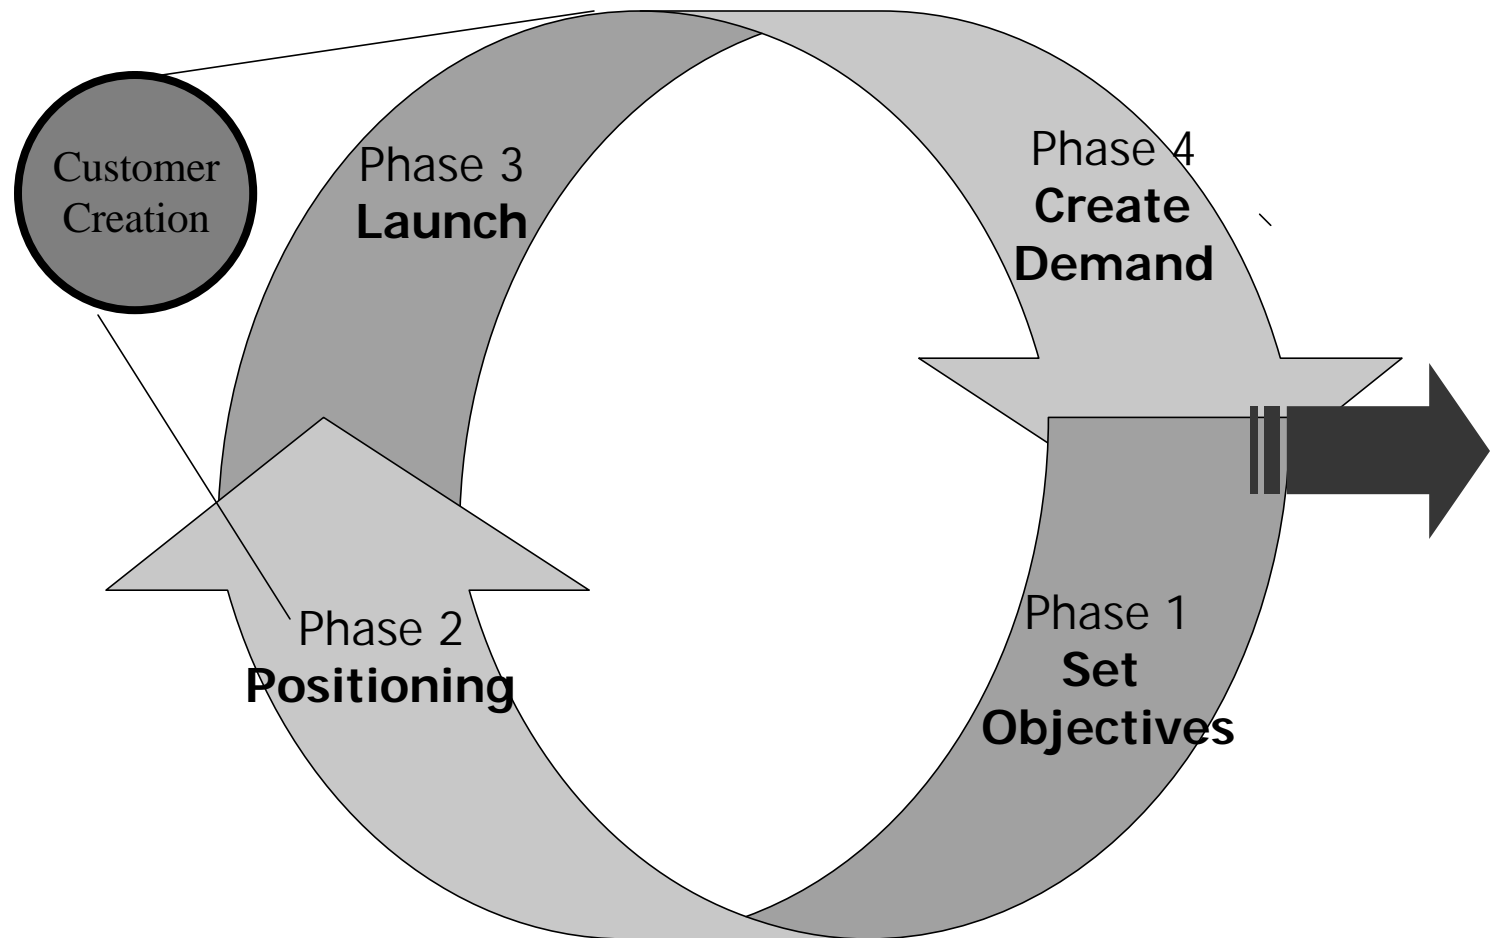 Customer
Creation
Phase 3
Launch
Phase 4
Create
Demand
Phase 2
Positioning
Phase 1
Set
Objectives